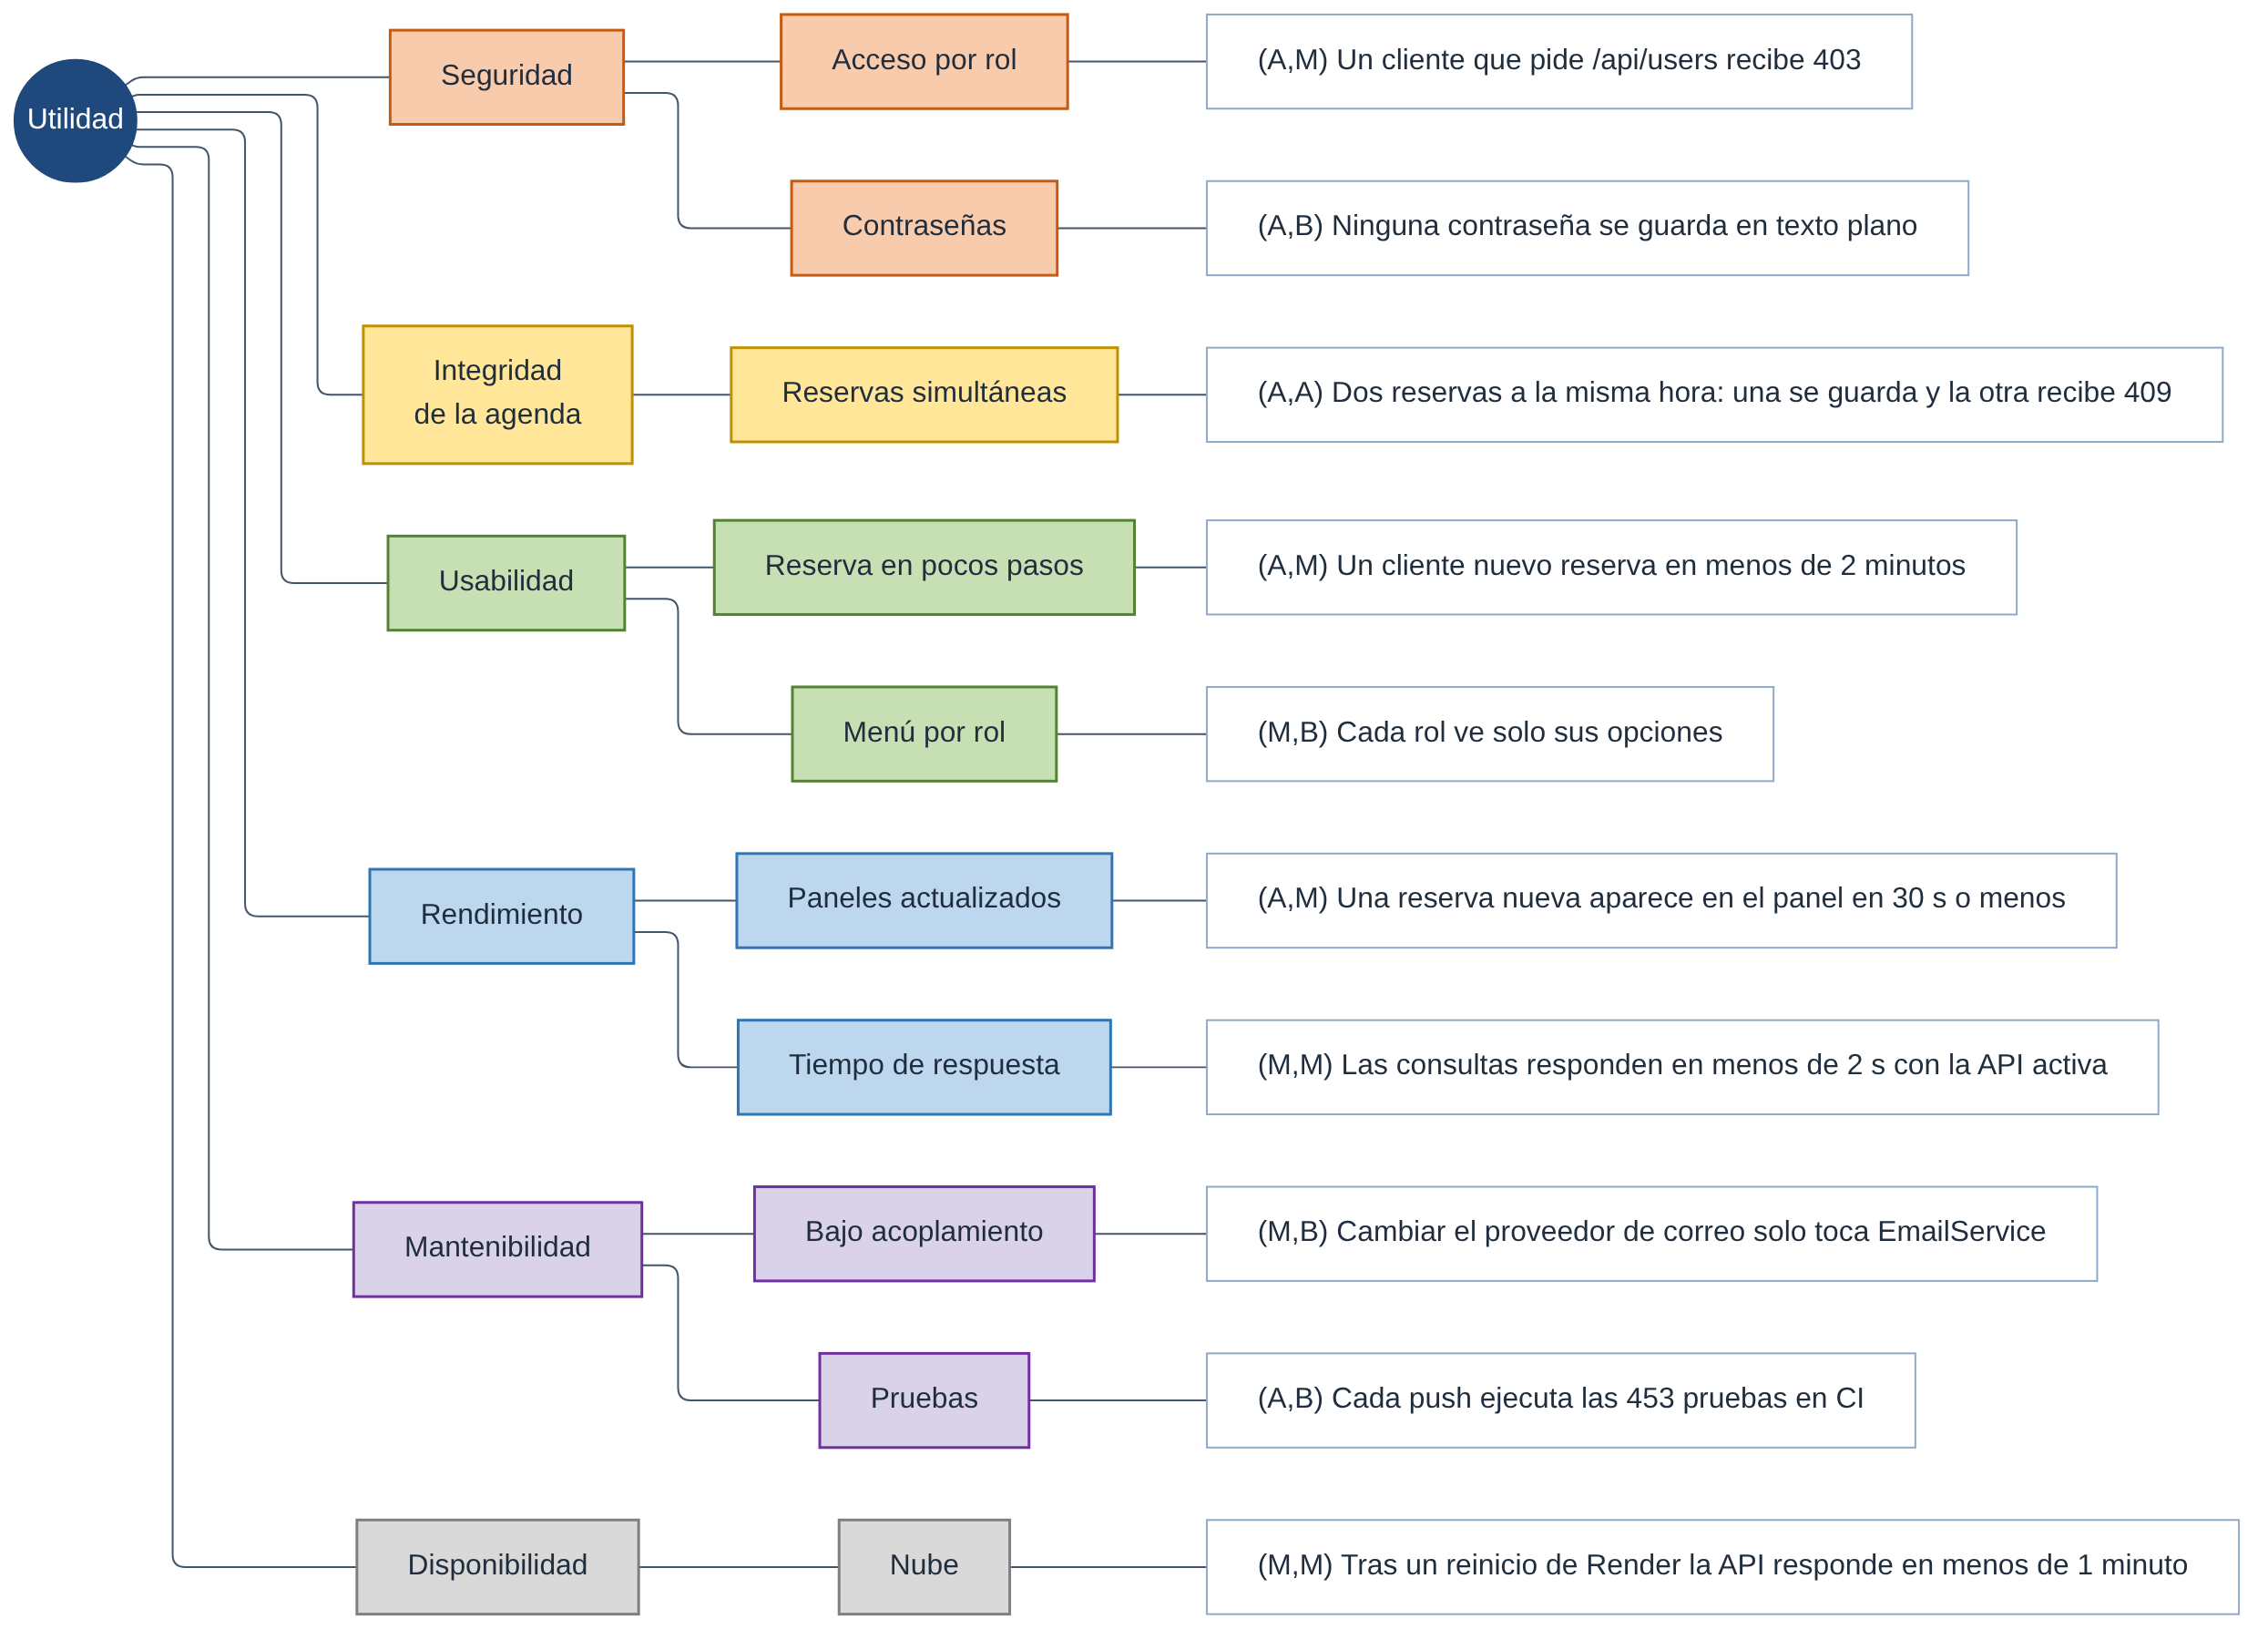 Utilidad
Seguridad
Acceso por rol
(A,M) Un cliente que pide /api/users recibe 403
Contraseñas
(A,B) Ninguna contraseña se guarda en texto plano
Integridad
de la agenda
Reservas simultáneas
(A,A) Dos reservas a la misma hora: una se guarda y la otra recibe 409
Usabilidad
Reserva en pocos pasos
(A,M) Un cliente nuevo reserva en menos de 2 minutos
Menú por rol
(M,B) Cada rol ve solo sus opciones
Rendimiento
Paneles actualizados
(A,M) Una reserva nueva aparece en el panel en 30 s o menos
Tiempo de respuesta
(M,M) Las consultas responden en menos de 2 s con la API activa
Mantenibilidad
Bajo acoplamiento
(M,B) Cambiar el proveedor de correo solo toca EmailService
Pruebas
(A,B) Cada push ejecuta las 453 pruebas en CI
Disponibilidad
Nube
(M,M) Tras un reinicio de Render la API responde en menos de 1 minuto